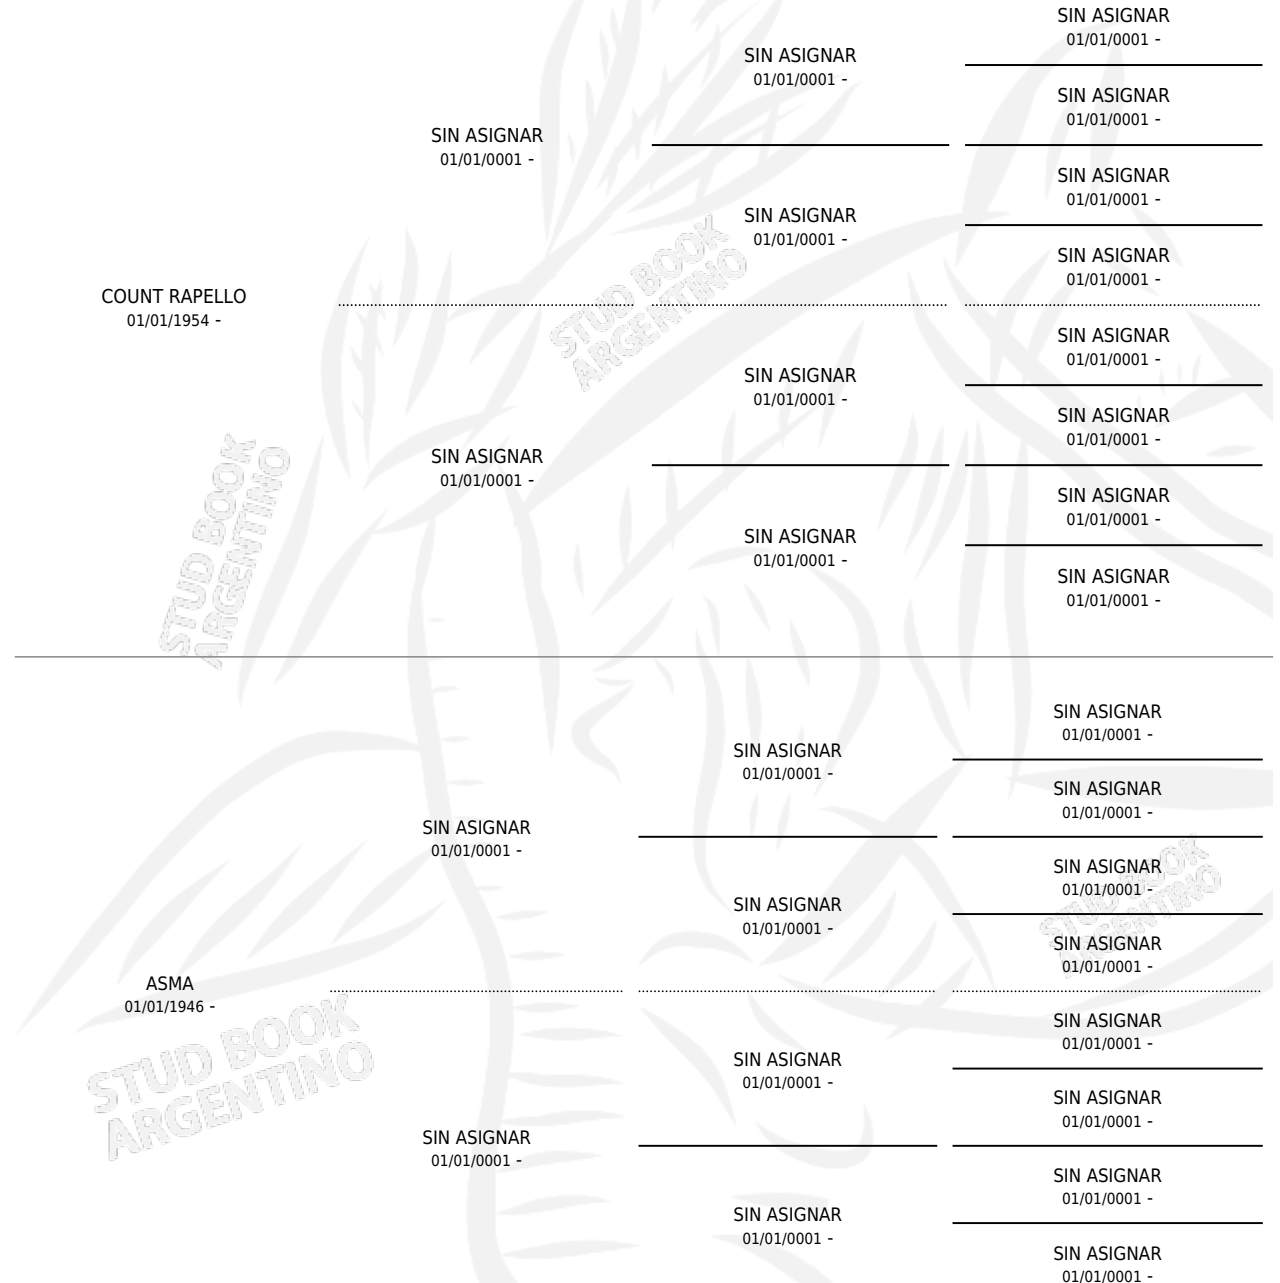 SIN ASIGNAR
01/01/0001 -
SIN ASIGNAR
01/01/0001 -
SIN ASIGNAR
01/01/0001 -
SIN ASIGNAR
01/01/0001 -
SIN ASIGNAR
01/01/0001 -
SIN ASIGNAR
01/01/0001 -
SIN ASIGNAR
01/01/0001 -
COUNT RAPELLO
01/01/1954 -
SIN ASIGNAR
01/01/0001 -
SIN ASIGNAR
01/01/0001 -
SIN ASIGNAR
01/01/0001 -
SIN ASIGNAR
01/01/0001 -
SIN ASIGNAR
01/01/0001 -
SIN ASIGNAR
01/01/0001 -
SIN ASIGNAR
01/01/0001 -
STUD BOOK
ARGENTINO
STUD BOOK
ARGENTINO
SIN ASIGNAR
01/01/0001 -
SIN ASIGNAR
01/01/0001 -
SIN ASIGNAR
01/01/0001 -
SIN ASIGNAR
01/01/0001 -
SIN ASIGNAR
01/01/0001 -
SIN ASIGNAR
01/01/0001 -
SIN ASIGNAR
01/01/0001 -
ASMA
01/01/1946 -
SIN ASIGNAR
01/01/0001 -
SIN ASIGNAR
01/01/0001 -
SIN ASIGNAR
01/01/0001 -
SIN ASIGNAR
01/01/0001 -
SIN ASIGNAR
01/01/0001 -
SIN ASIGNAR
01/01/0001 -
SIN ASIGNAR
01/01/0001 -
STUD BOOK
ARGENTINO
STUD BOOK
ARGENTINO